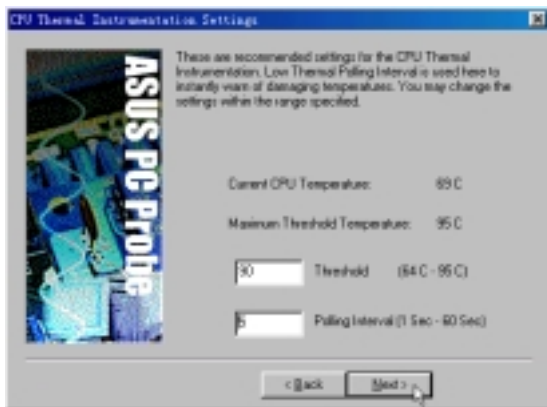 CPU Thermal Instrumentation Settings
ASUS PC Probe
These are recommended settings for the CPU Thermal
Instrumentation. Low Thermal Polling Interval is used here to
instantly warn of damaging temperatures. You may change the
settings within the range specified.
Current CPU Temperature: 69 C
Maximum Threshold Temperature: 95 C
90 Threshold (64 C - 95 C)
Polling Interval (1 Sec - 60 Sec)
< Back Next >